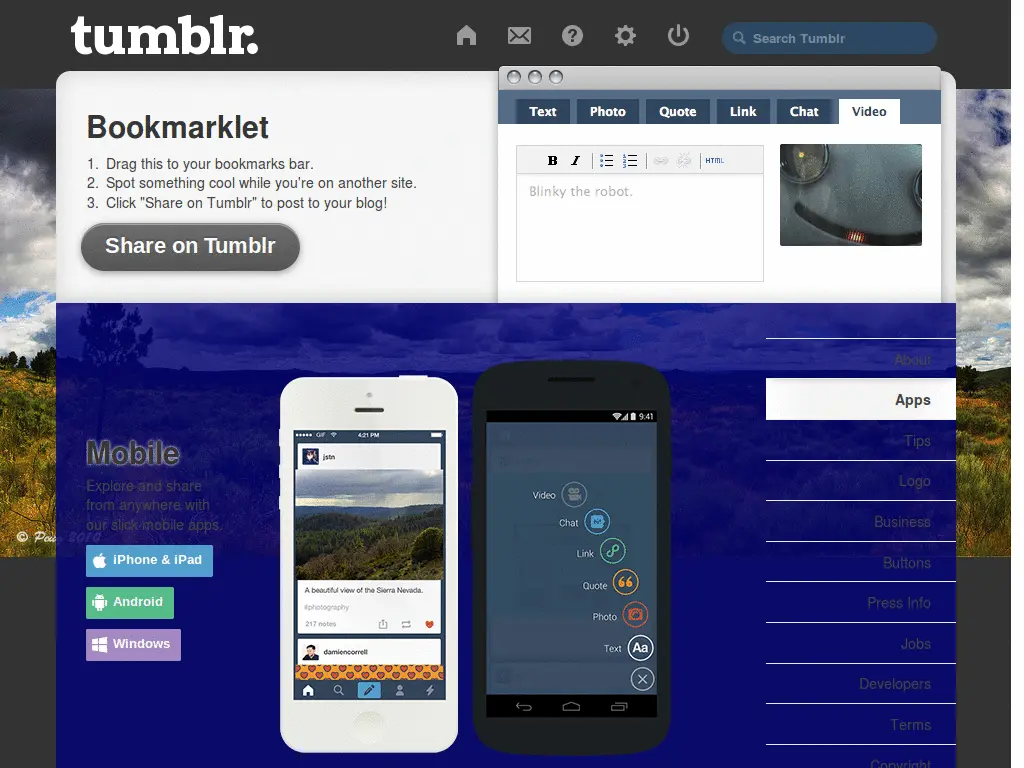 tumblr.
Search Tumblr
Bookmarklet
1. Drag this to your bookmarks bar.
2. Spot something cool while you're on another site.
3. Click "Share on Tumblr" to post to your blog!
Share on Tumblr
Text Photo Quote Link Chat Video
B I HTML
Blinky the robot.
Mobile
Explore and share
from anywhere with
our slick mobile apps.
iPhone & iPad
Android
Windows
GIF 4:21 PM
jstn
A beautiful view of the Sierra Nevada.
#photography
217 notes
damiencorrell
9:41
Video
Chat
Link
Quote
Photo
Text Aa
About
Apps
Tips
Logo
Business
Buttons
Press Info
Jobs
Developers
Terms
Copyright
© 2010